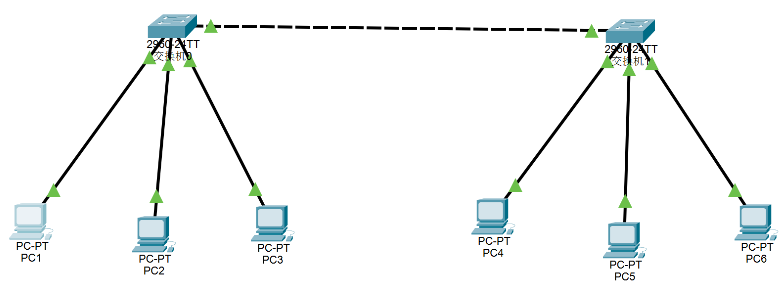 2960-24TT
交换机0
2960-24TT
交换机1
PC-PT
PC1
PC-PT
PC2
PC-PT
PC3
PC-PT
PC4
PC-PT
PC5
PC-PT
PC6